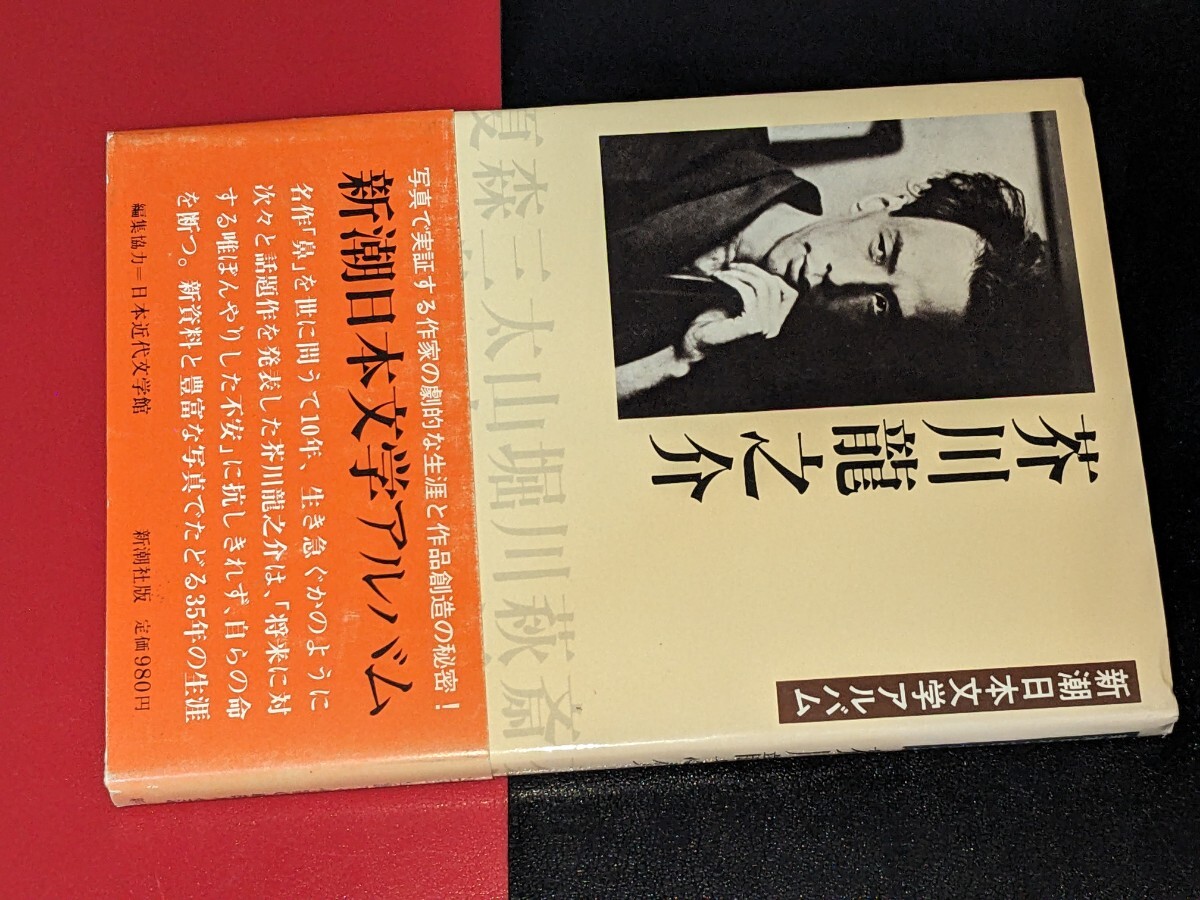 芥川龍之介
新潮日本文学アルバム
写真で実証する作家の劇的な生涯と作品創造の秘密!
新潮日本文学アルバム
名作「鼻」を世に問うて10年、生き急ぐかのように
次々と話題作を発表した芥川龍之介は、「将来に対
する唯ぼんやりした不安」に抗しきれず、自らの命
を断つ。新資料と豊富な写真でたどる35年の生涯
編集協力=日本近代文学館
新潮社版 定価980円
森三太山堀川萩斎